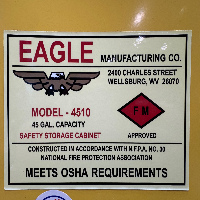 EAGLE MANUFACTURING CO.
2400 CHARLES STREET
WELLSBURG, WV 26070
MODEL - 4510
45 GAL. CAPACITY
SAFETY STORAGE CABINET
FM
APPROVED
CONSTRUCTED IN ACCORDANCE WITH N.F.P.A. NO. 30
NATIONAL FIRE PROTECTION ASSOCIATION
MEETS OSHA REQUIREMENTS